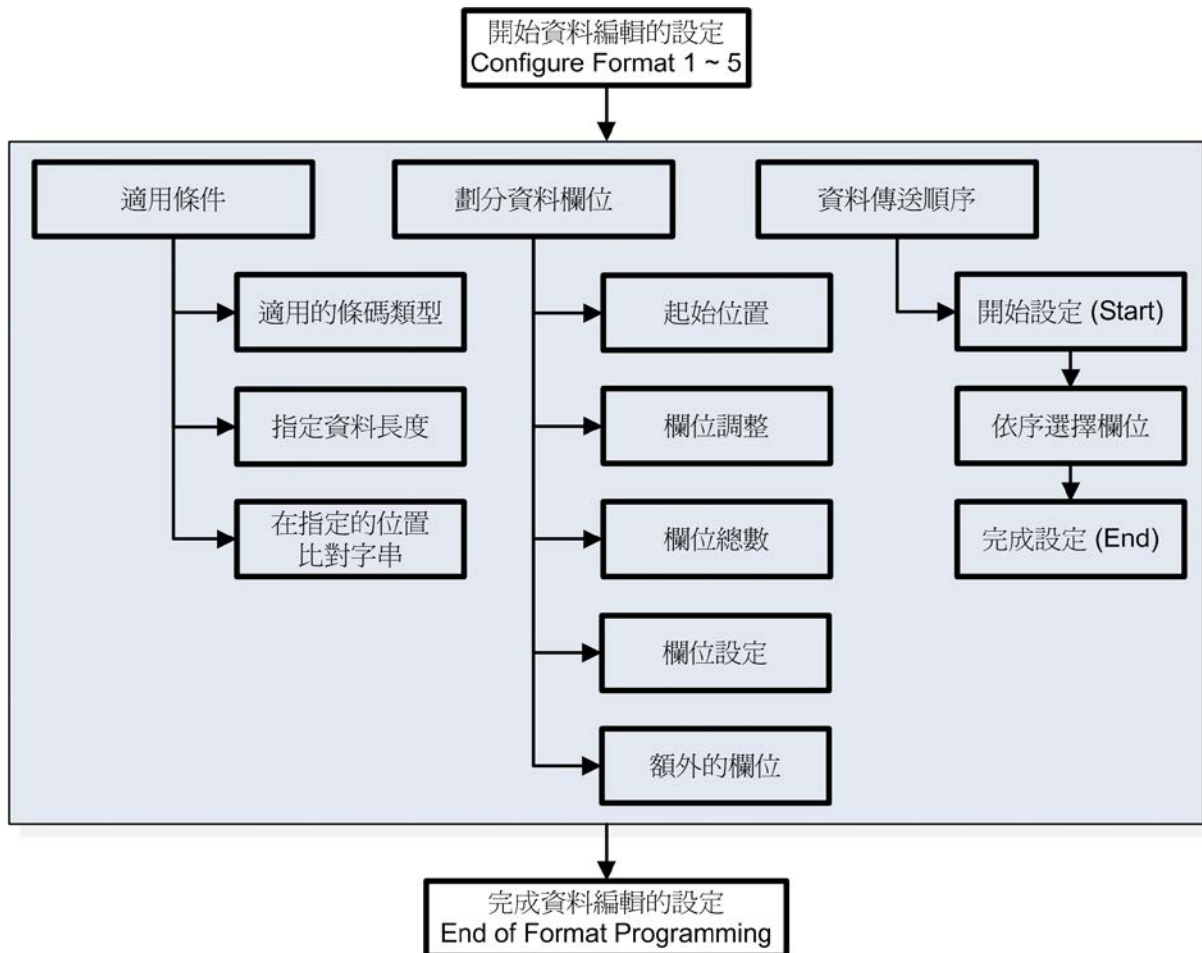 開始資料編輯的設定
Configure Format 1 ~ 5
適用條件
適用的條碼類型
指定資料長度
在指定的位置
比對字串
劃分資料欄位
起始位置
欄位調整
欄位總數
欄位設定
額外的欄位
資料傳送順序
開始設定 (Start)
依序選擇欄位
完成設定 (End)
完成資料編輯的設定
End of Format Programming